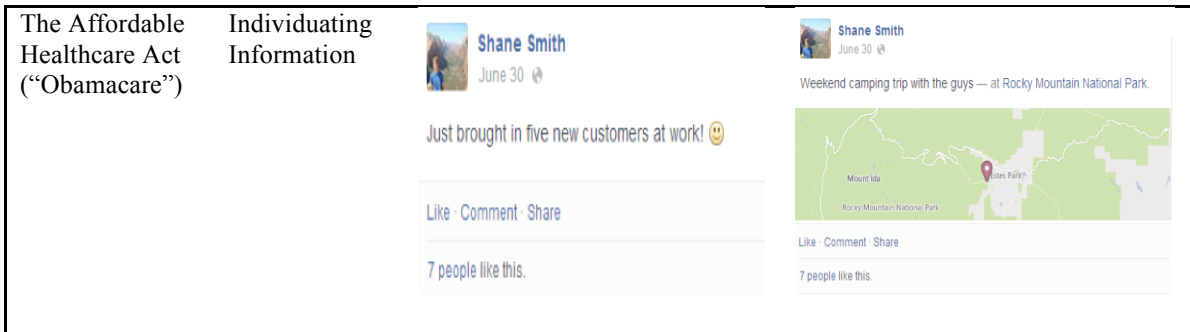 The Affordable
Healthcare Act
(“Obamacare”)
Individuating
Information
Shane Smith
June 30
Just brought in five new customers at work!
Like · Comment · Share
7 people like this.
Shane Smith
June 30
Weekend camping trip with the guys — at Rocky Mountain National Park.
Mount Ida
Estes Park
Rocky Mountain National Park
Like · Comment · Share
7 people like this.